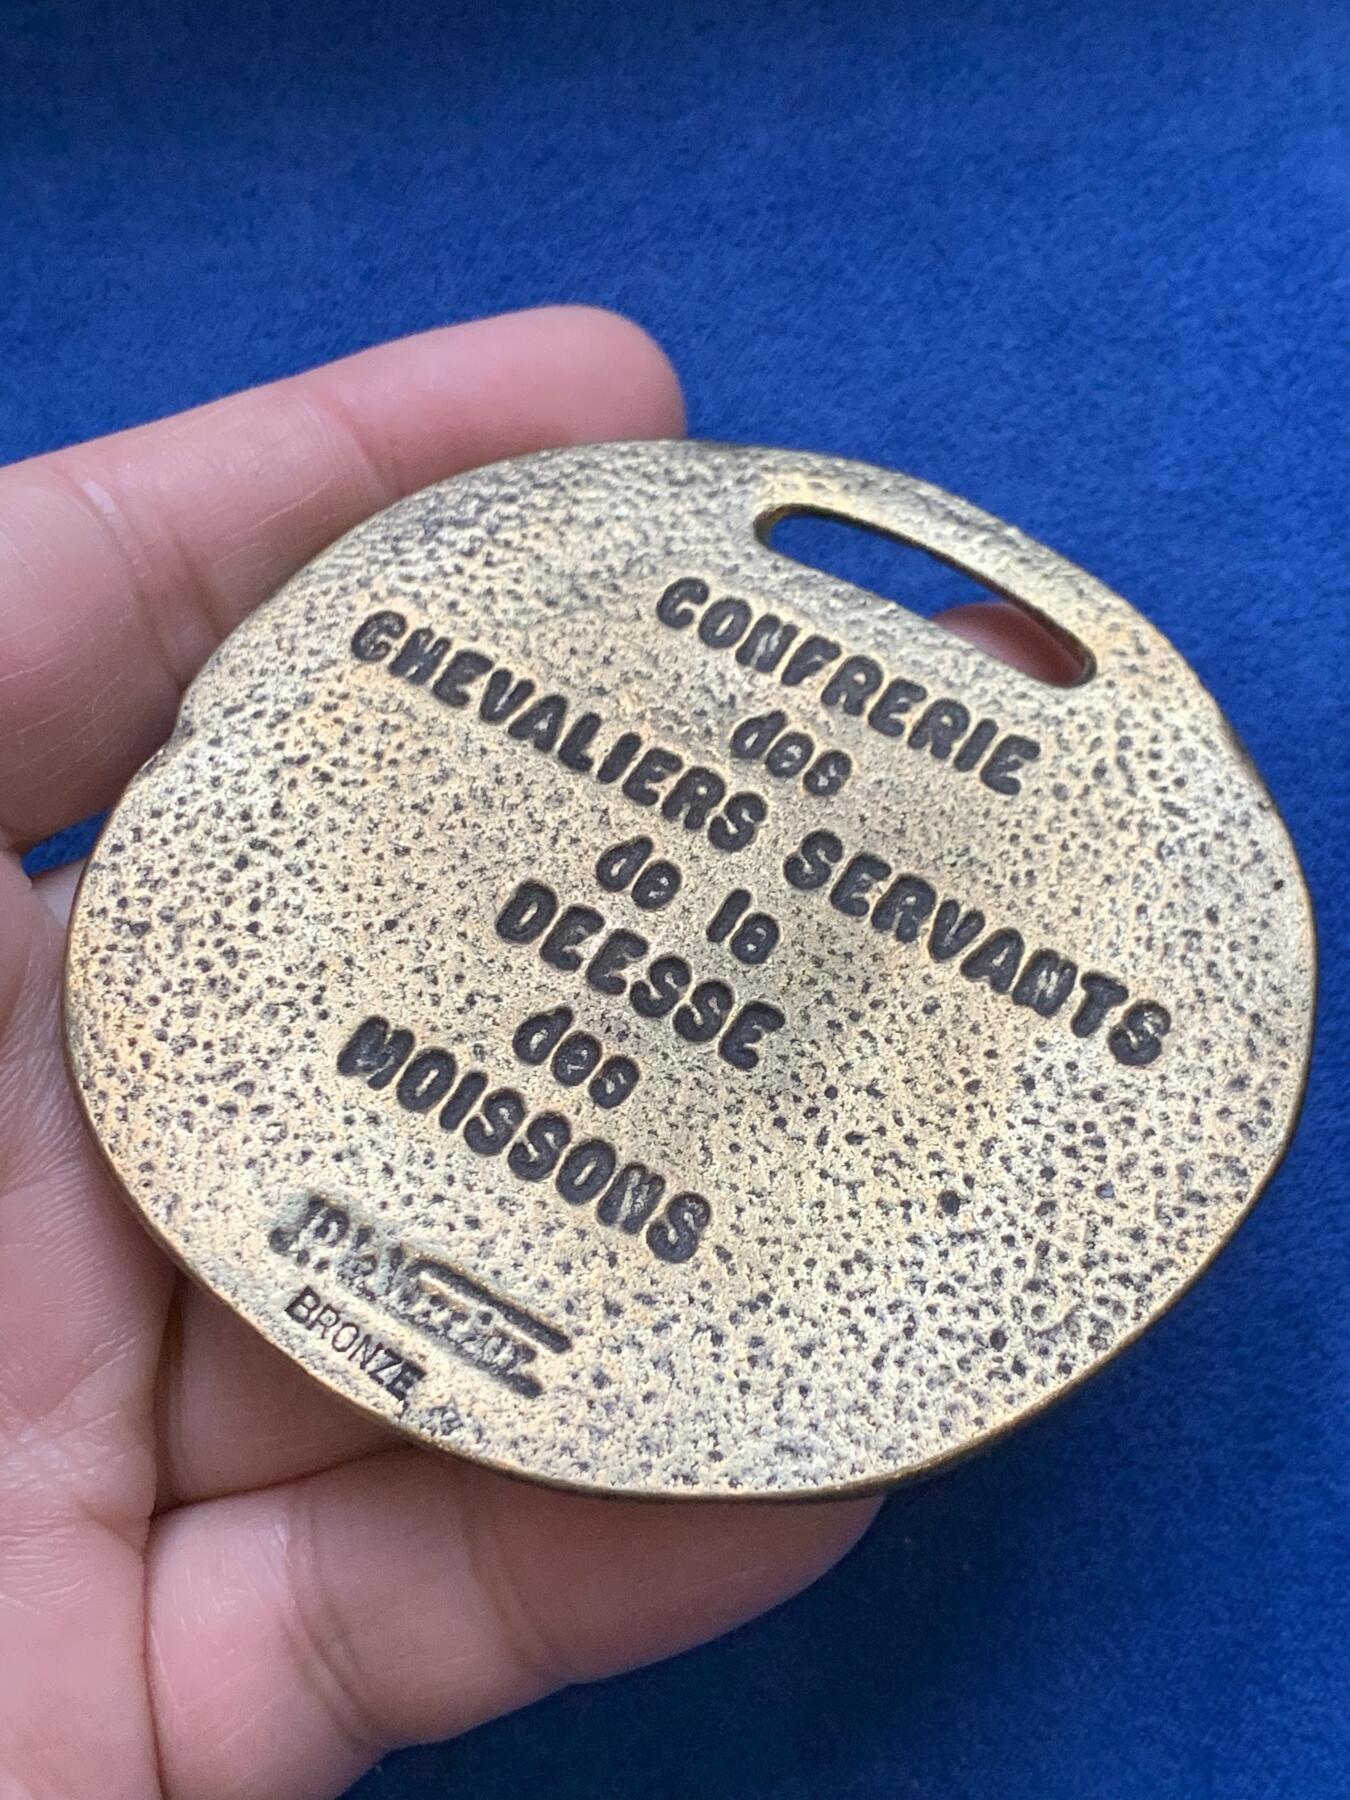 CONFRERIE
des
CHEVALIERS SERVANTS
de la
DEESSE
des
MOISSONS
BRONZE